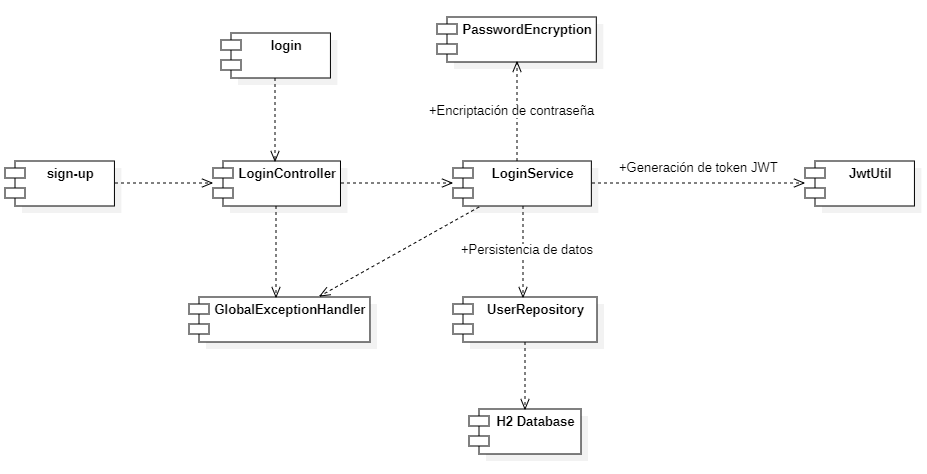 PasswordEncryption
login
+Encriptación de contraseña
sign-up
LoginController
LoginService
+Generación de token JWT
JwtUtil
+Persistencia de datos
GlobalExceptionHandler
UserRepository
H2 Database